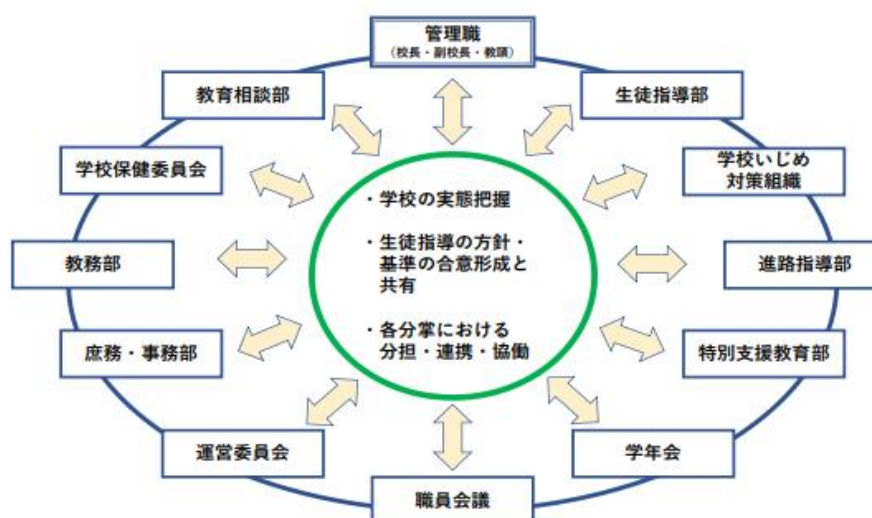 管理職
（校長・副校長・教頭）
教育相談部
生徒指導部
学校保健委員会
学校いじめ
対策組織
・学校の実態把握
・生徒指導の方針・
基準の合意形成と
共有
・各分掌における
分担・連携・協働
教務部
進路指導部
庶務・事務部
特別支援教育部
運営委員会
学年会
職員会議